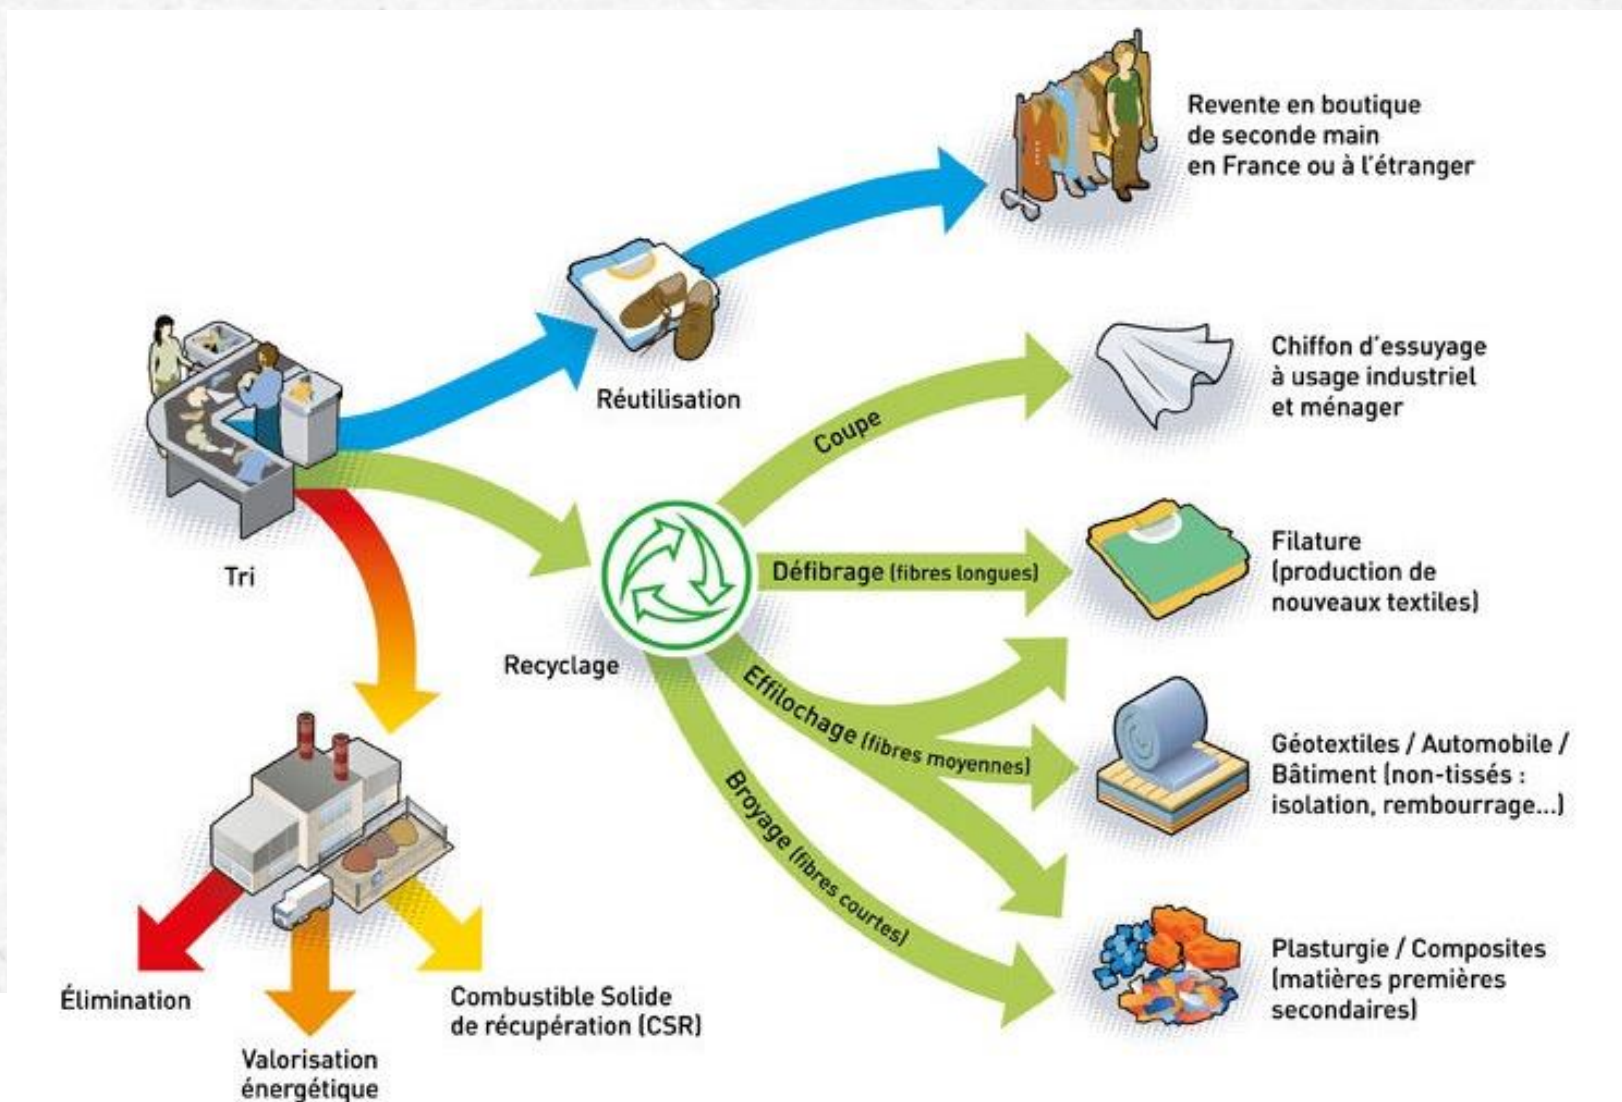 Revente en boutique
de seconde main
en France ou à l'étranger
Réutilisation
Chiffon d'essuyage
à usage industriel
et ménager
Coupe
Tri
Défibrage (fibres longues)
Filature
(production de
nouveaux textiles)
Recyclage
Effilochage (fibres moyennes)
Géotextiles / Automobile /
Bâtiment (non-tissés :
isolation, rembourrage...)
Broyage (fibres courtes)
Plasturgie / Composites
(matières premières
secondaires)
Élimination
Valorisation
énergétique
Combustible Solide
de récupération (CSR)